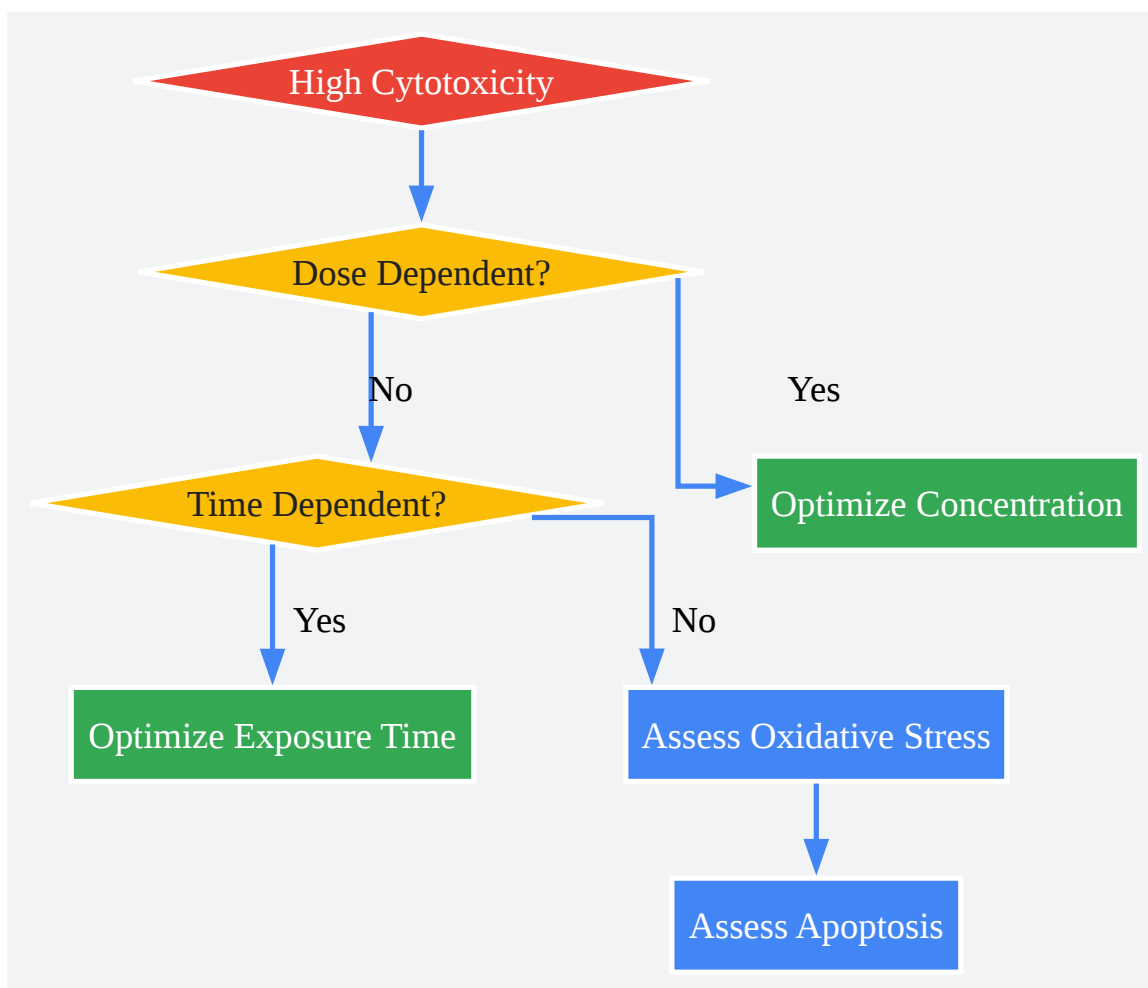 High Cytotoxicity
Dose Dependent?
No
Yes
Time Dependent?
Optimize Concentration
Yes
No
Optimize Exposure Time
Assess Oxidative Stress
Assess Apoptosis